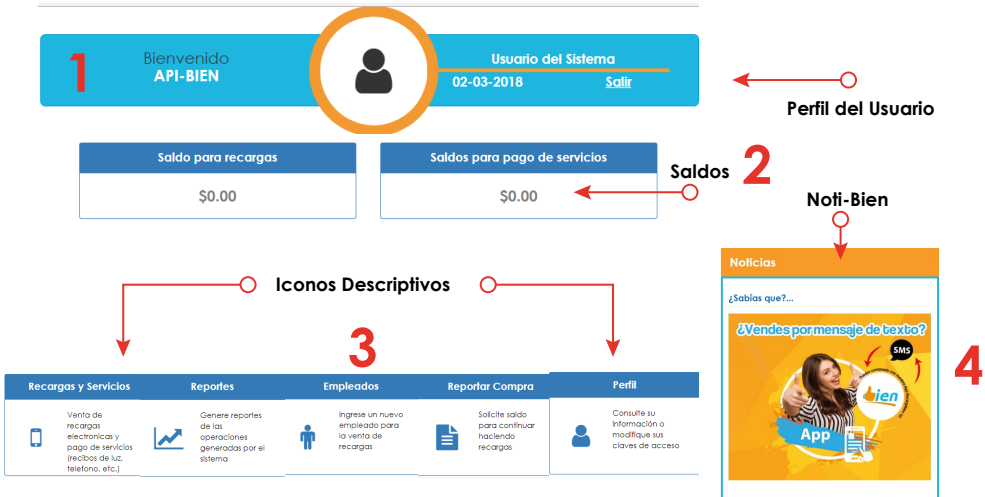 1
Bienvenido
API-BIEN
Usuario del Sistema
02-03-2018 Salir
Perfil del Usuario
Saldo para recargas
$0.00
Saldos para pago de servicios
$0.00
Saldos 2
Noti-Bien
Iconos Descriptivos
3
Recargas y Servicios
Venta de
recargas
electronicas y
pago de servicios
(recibos de luz,
telefono, etc.)
Reportes
Genere reportes
de las
operaciones
generadas por el
sistema
Empleados
Ingrese un nuevo
empleado para
la venta de
recargas
Reportar Compra
Solicite saldo
para continuar
haciendo
recargas
Perfil
Consulte su
información o
modifique sus
claves de acceso
Noticias
¿Sabías que?...
¿Vendes por mensaje de texto?
SMS
bien
App
4